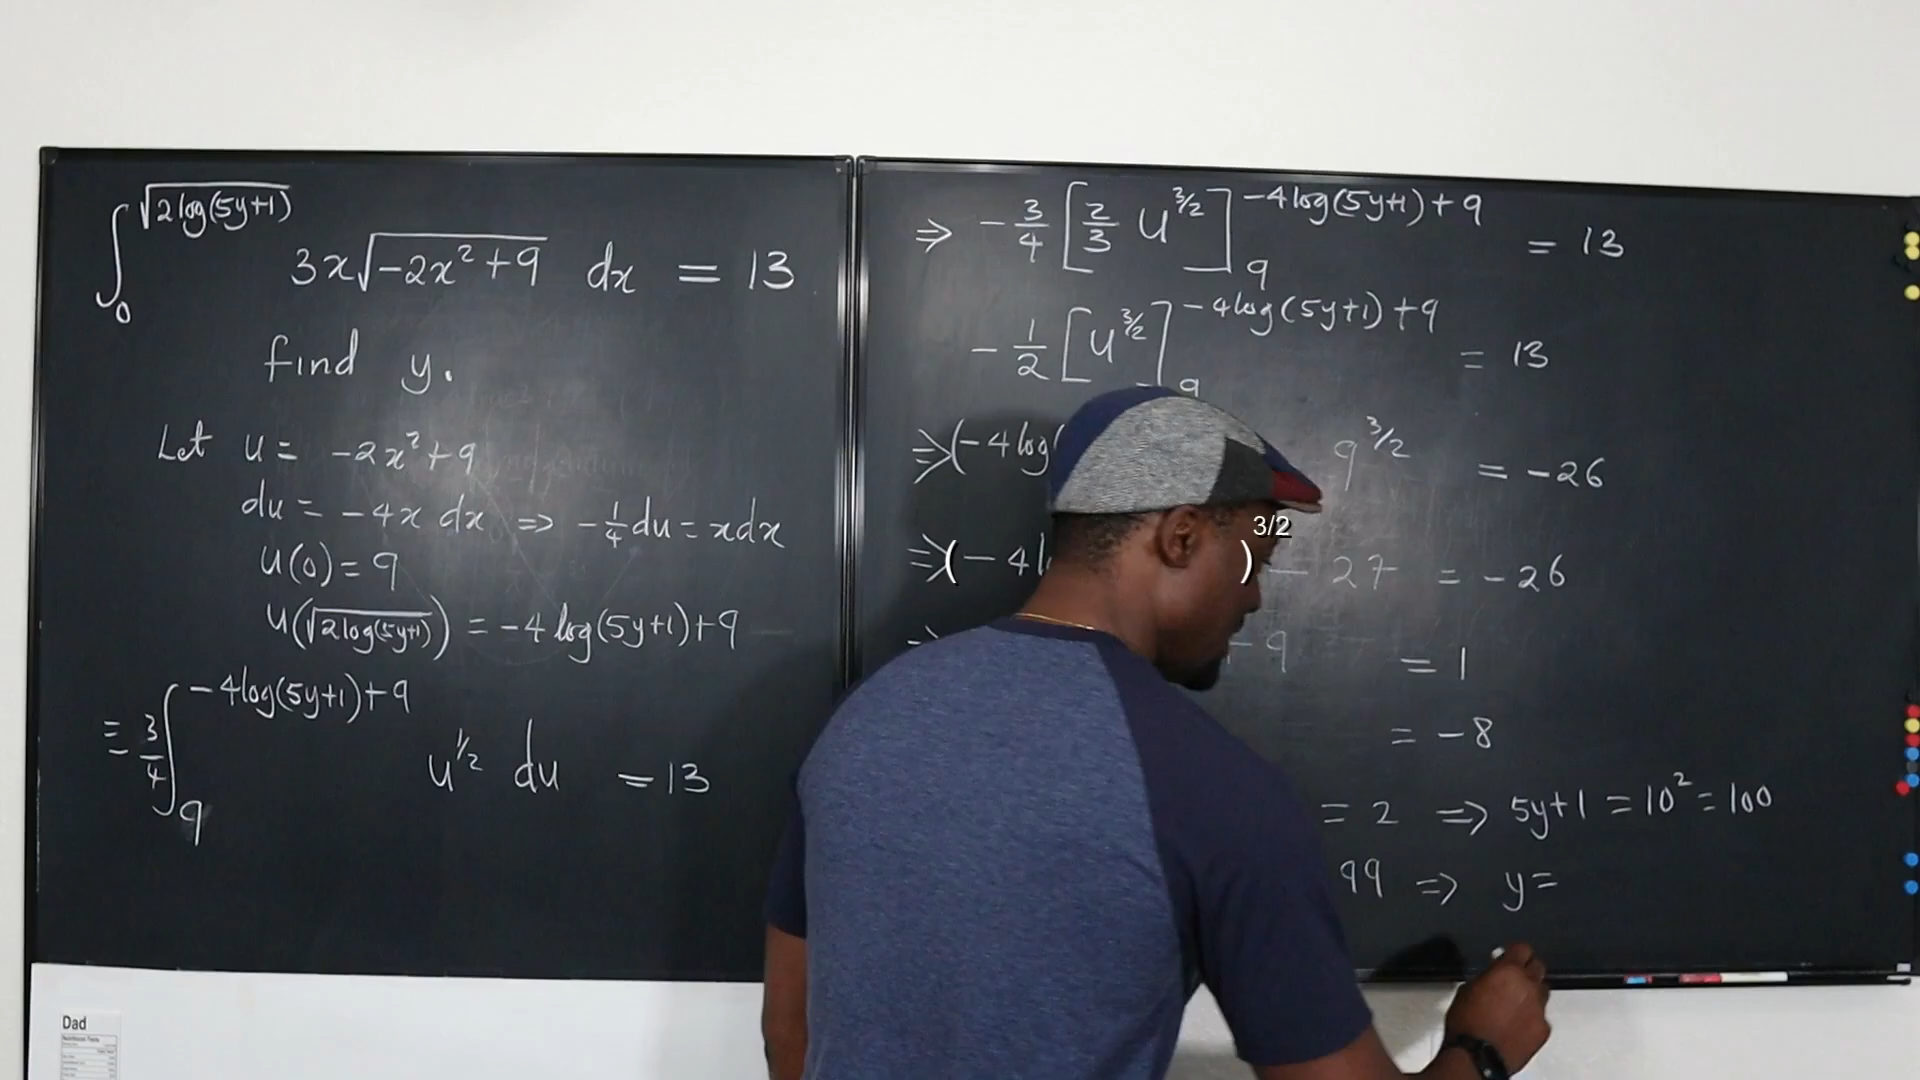 ∫₀^√(2log(5y+1)) 3x√(-2x²+9) dx = 13
find y.
Let u = -2x²+9
du = -4x dx ⇒ -1/4 du = xdx
u(0) = 9
u(√(2log(5y+1))) = -4 log(5y+1)+9
= 3/4 ∫₉^(-4log(5y+1)+9) u^1/2 du = 13
⇒ -3/4 [2/3 u^3/2]₉^(-4log(5y+1)+9) = 13
-1/2 [u^3/2]₉^(-4log(5y+1)+9) = 13
⇒ (-4log( 9^3/2 = -26
⇒ (-4l )^3/2 - 27 = -26
⇒ -9 = 1
= -8
= 2 ⇒ 5y+1 = 10² = 100
99 ⇒ y =
Dad